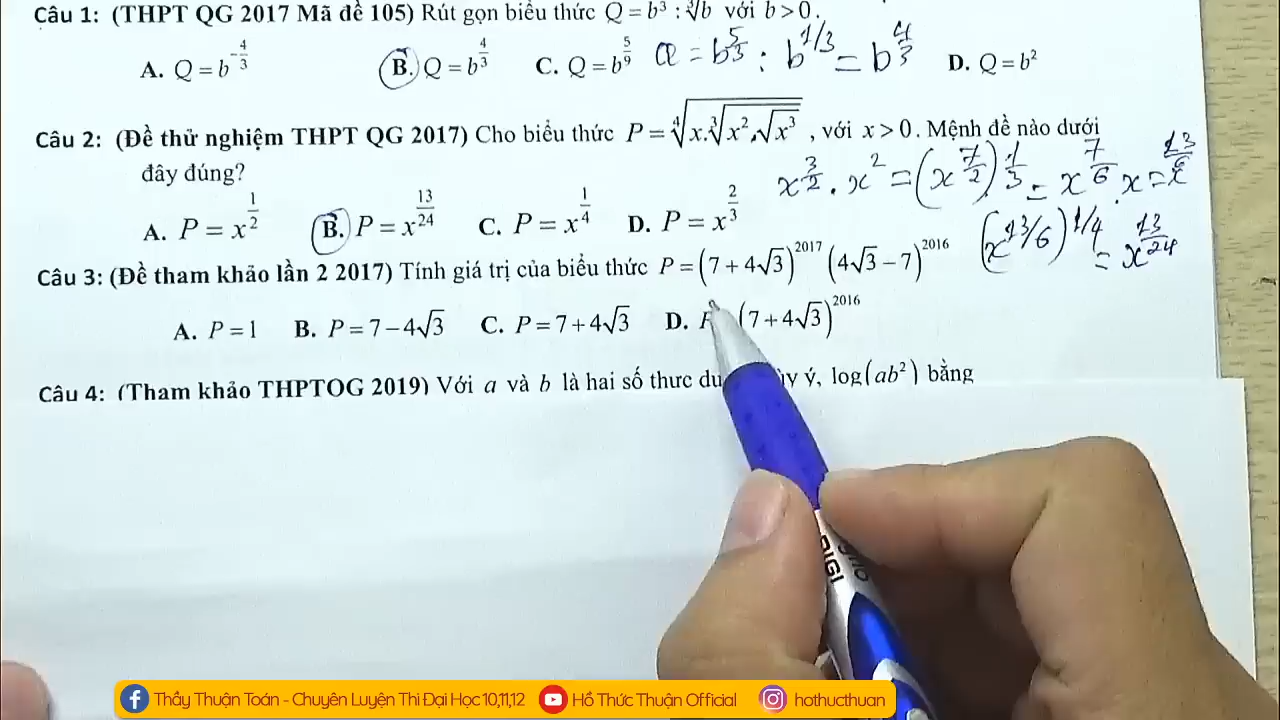 Câu 1: (THPT QG 2017 Mã đề 105) Rút gọn biểu thức Q = b³ : ∛b với b > 0.
A. Q = b^{-4/3} B. Q = b^{4/3} C. Q = b^{5/9} Q = b^{5/3} : b^{1/3} = b^{4/3} D. Q = b²
Câu 2: (Đề thử nghiệm THPT QG 2017) Cho biểu thức P = ∜(x.∛(x².√(x³))) , với x > 0. Mệnh đề nào dưới
đây đúng? x^{3/2} . x² = (x^{7/2})^{1/3} = x^{7/6} . x = x^{13/6}
A. P = x^{1/2} B. P = x^{13/24} C. P = x^{1/4} D. P = x^{2/3} (x^{13/6})^{1/4} = x^{13/24}
Câu 3: (Đề tham khảo lần 2 2017) Tính giá trị của biểu thức P = (7 + 4√3)^{2017} (4√3 − 7)^{2016}
A. P = 1 B. P = 7 − 4√3 C. P = 7 + 4√3 D. P (7 + 4√3)^{2016}
Câu 4: (Tham khảo THPTQG 2019) Với a và b là hai số thực ý, log(ab²) bằng
DIGI
Thầy Thuận Toán - Chuyên Luyện Thi Đại Học 10,11,12 Hồ Thức Thuận Official hothucthuan